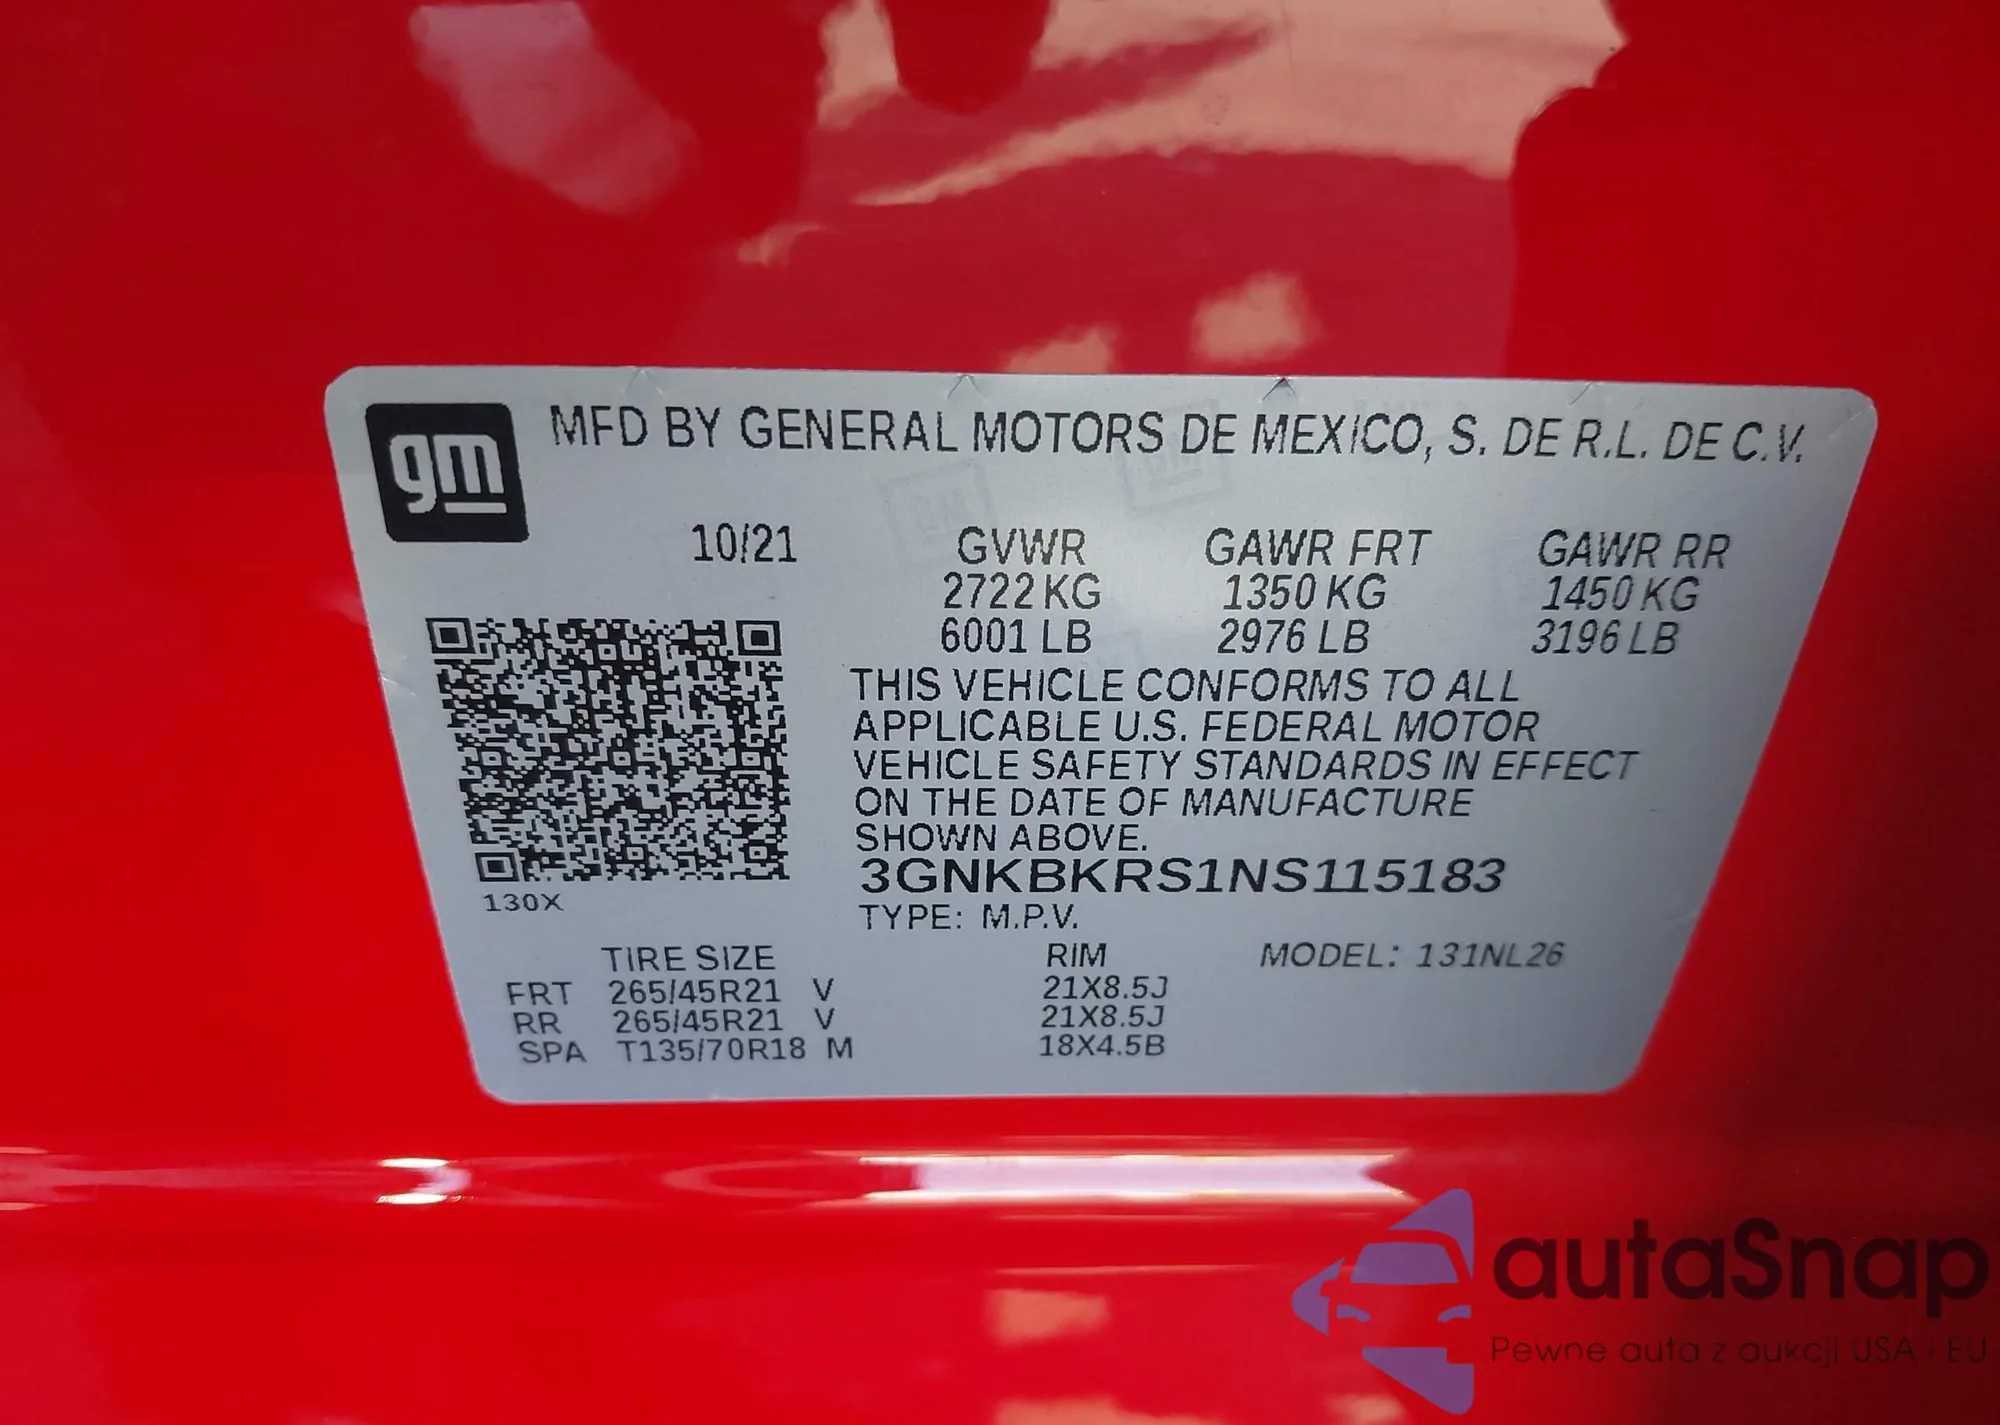 gm
MFD BY GENERAL MOTORS DE MEXICO, S. DE R.L. DE C.V.
10/21 GVWR GAWR FRT GAWR RR
2722 KG 1350 KG 1450 KG
6001 LB 2976 LB 3196 LB
THIS VEHICLE CONFORMS TO ALL
APPLICABLE U.S. FEDERAL MOTOR
VEHICLE SAFETY STANDARDS IN EFFECT
ON THE DATE OF MANUFACTURE
SHOWN ABOVE.
3GNKBKRS1NS115183
130X
TYPE: M.P.V.
TIRE SIZE RIM MODEL: 131NL26
FRT 265/45R21 V 21X8.5J
RR 265/45R21 V 21X8.5J
SPA T135/70R18 M 18X4.5B
autaSnap
Pewne auta z aukcji USA i EU